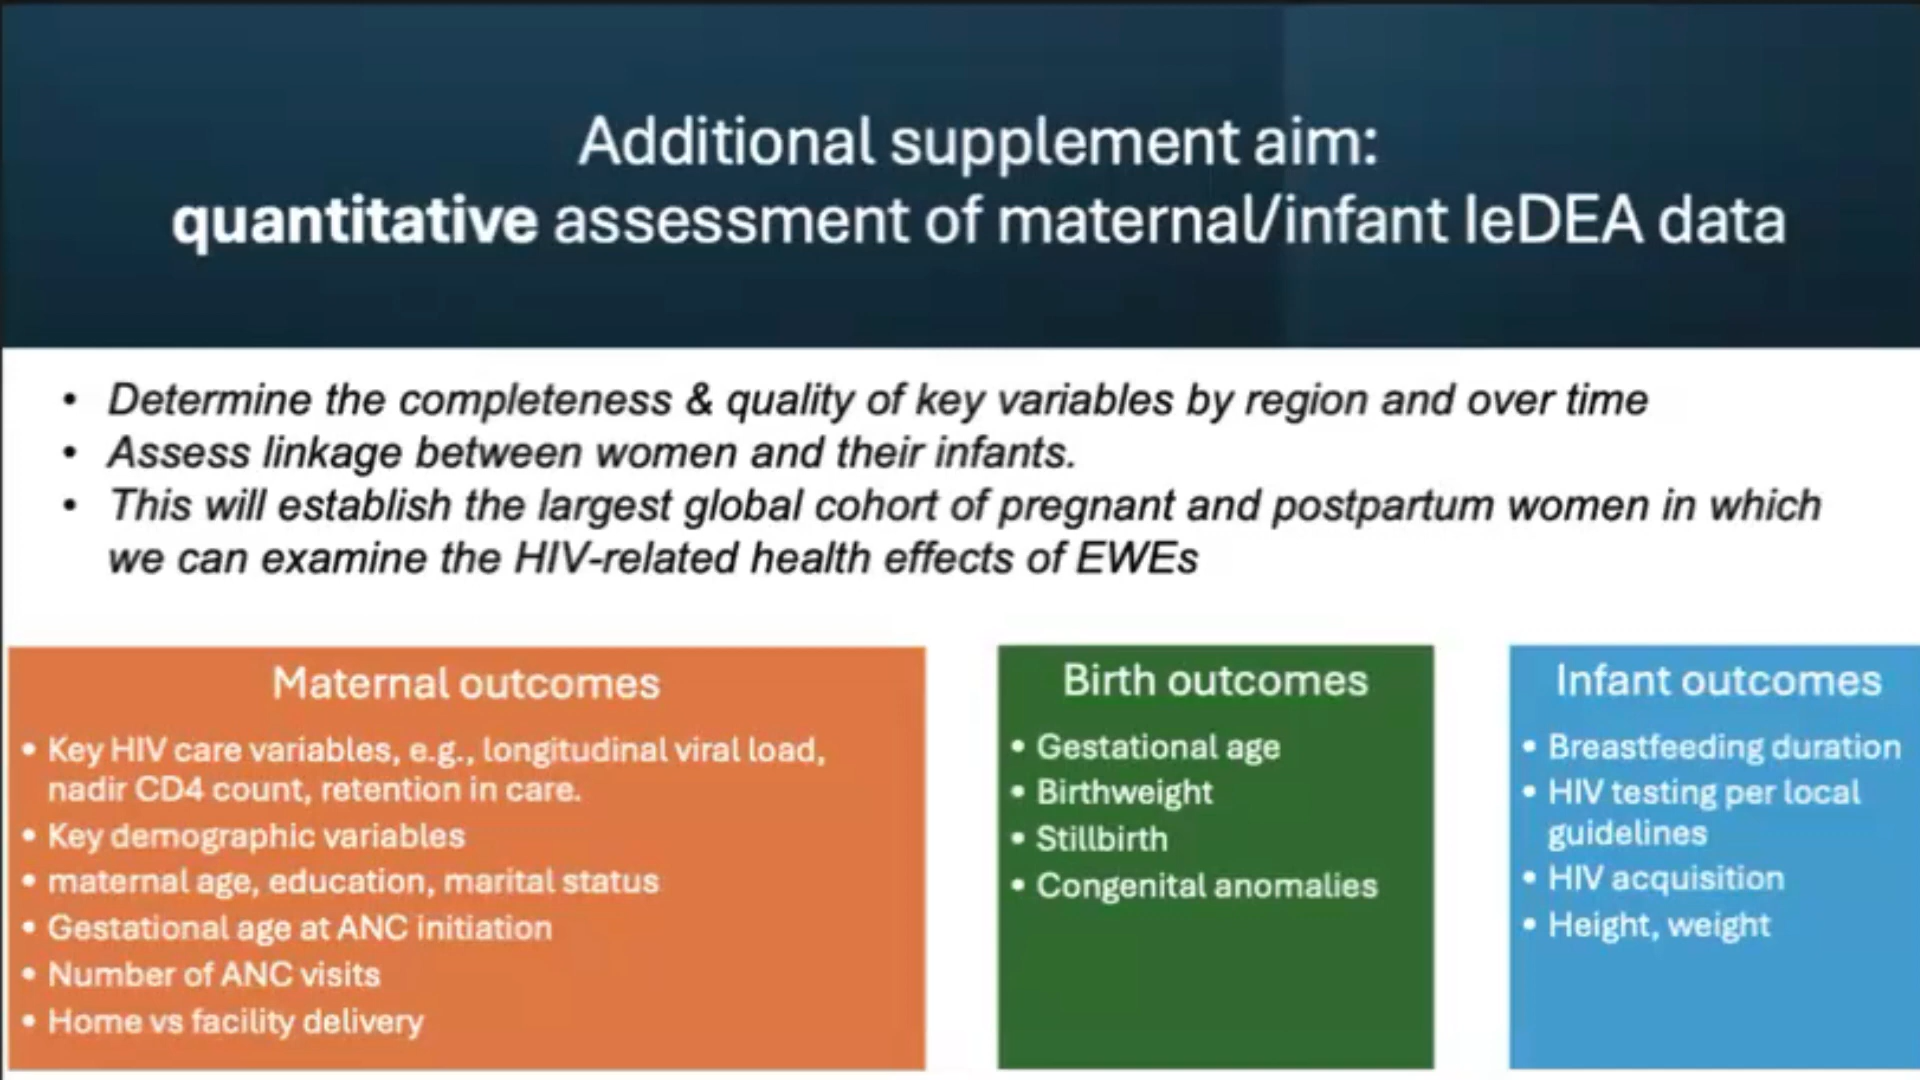 Additional supplement aim:
quantitative assessment of maternal/infant IeDEA data
• Determine the completeness & quality of key variables by region and over time
• Assess linkage between women and their infants.
• This will establish the largest global cohort of pregnant and postpartum women in which
we can examine the HIV-related health effects of EWEs
Maternal outcomes
• Key HIV care variables, e.g., longitudinal viral load,
nadir CD4 count, retention in care.
• Key demographic variables
• maternal age, education, marital status
• Gestational age at ANC initiation
• Number of ANC visits
• Home vs facility delivery
Birth outcomes
• Gestational age
• Birthweight
• Stillbirth
• Congenital anomalies
Infant outcomes
• Breastfeeding duration
• HIV testing per local
guidelines
• HIV acquisition
• Height, weight